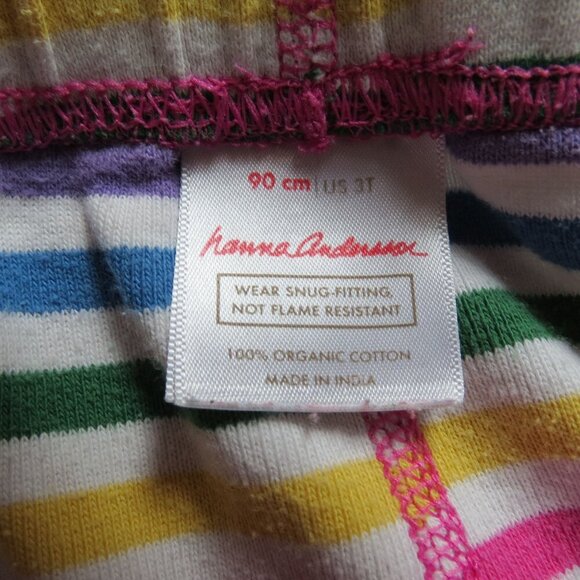 90 cm | US 3T
hanna andersson
WEAR SNUG-FITTING,
NOT FLAME RESISTANT
100% ORGANIC COTTON
MADE IN INDIA